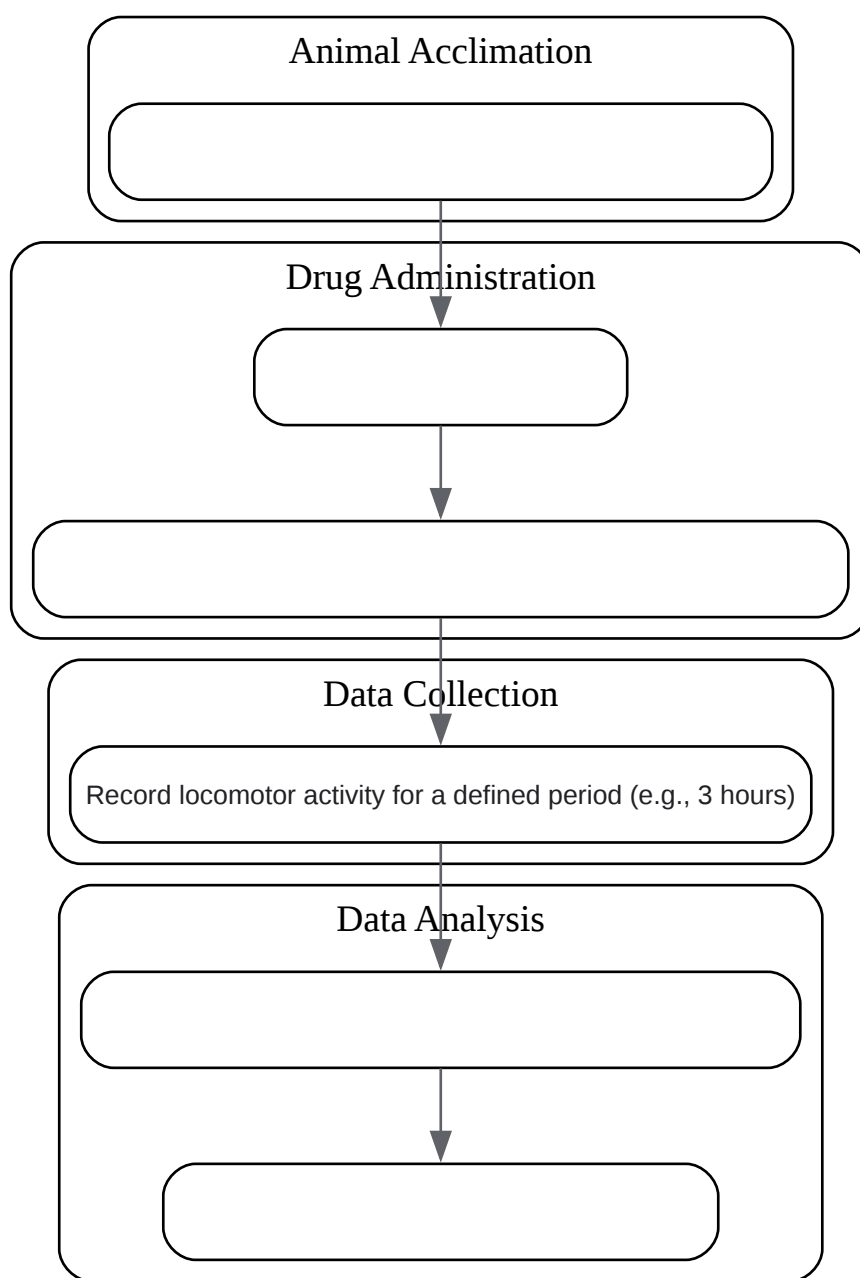 Animal Acclimation
Drug Administration
Data Collection
Record locomotor activity for a defined period (e.g., 3 hours)
Data Analysis